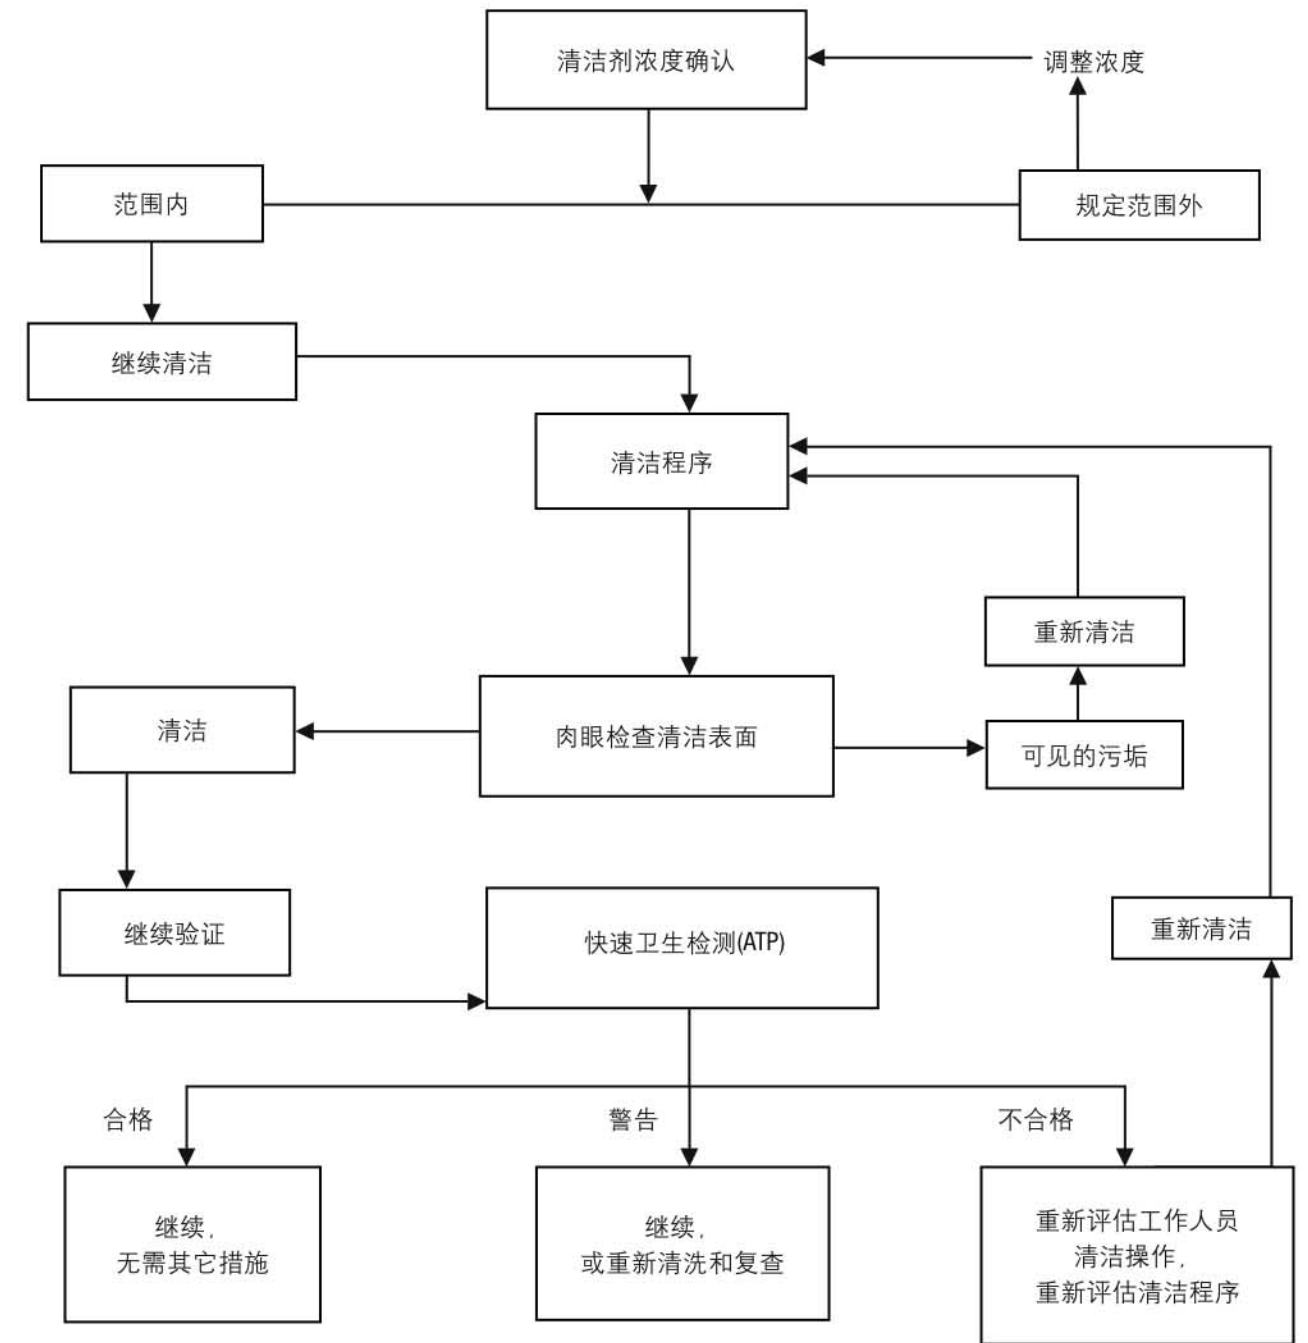 清洁剂浓度确认
调整浓度
范围内
规定范围外
继续清洁
清洁程序
重新清洁
清洁
肉眼检查清洁表面
可见的污垢
继续验证
快速卫生检测(ATP)
重新清洁
合格
警告
不合格
继续,
无需其它措施
继续,
或重新清洗和复查
重新评估工作人员
清洁操作,
重新评估清洁程序